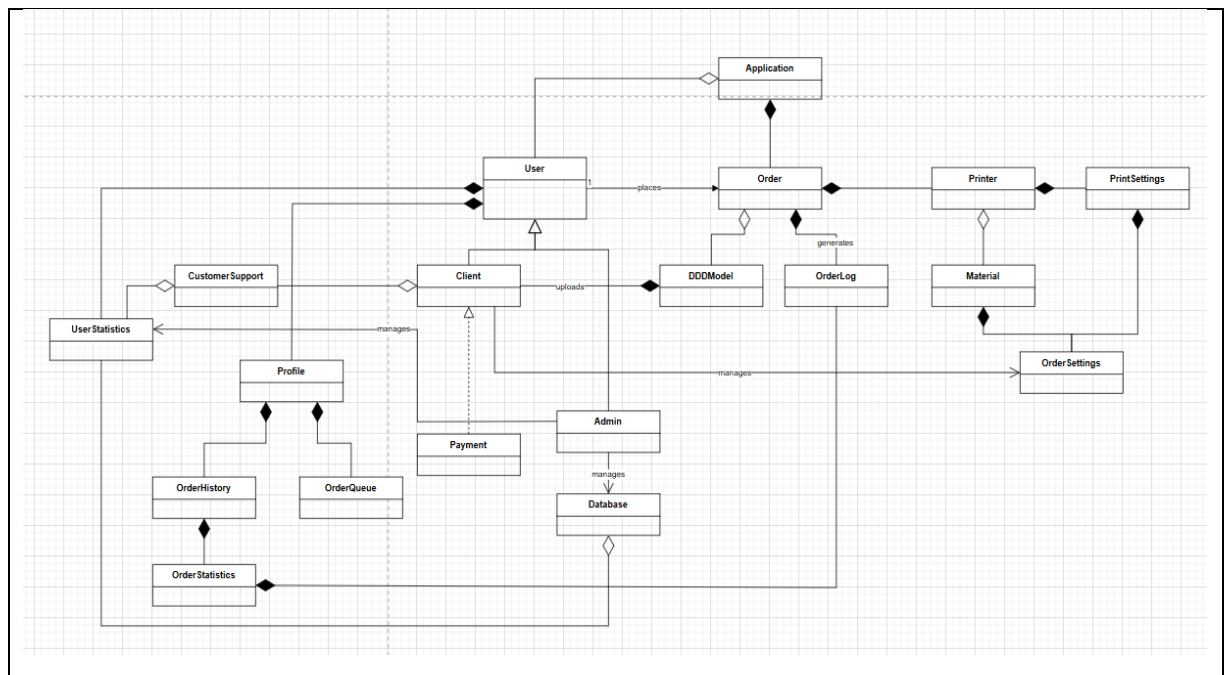 Application
User
1
places
Order
Printer
PrintSettings
generates
CustomerSupport
Client
uploads
DDDModel
OrderLog
Material
UserStatistics
manages
Profile
manages
OrderSettings
Admin
Payment
manages
OrderHistory
OrderQueue
Database
OrderStatistics